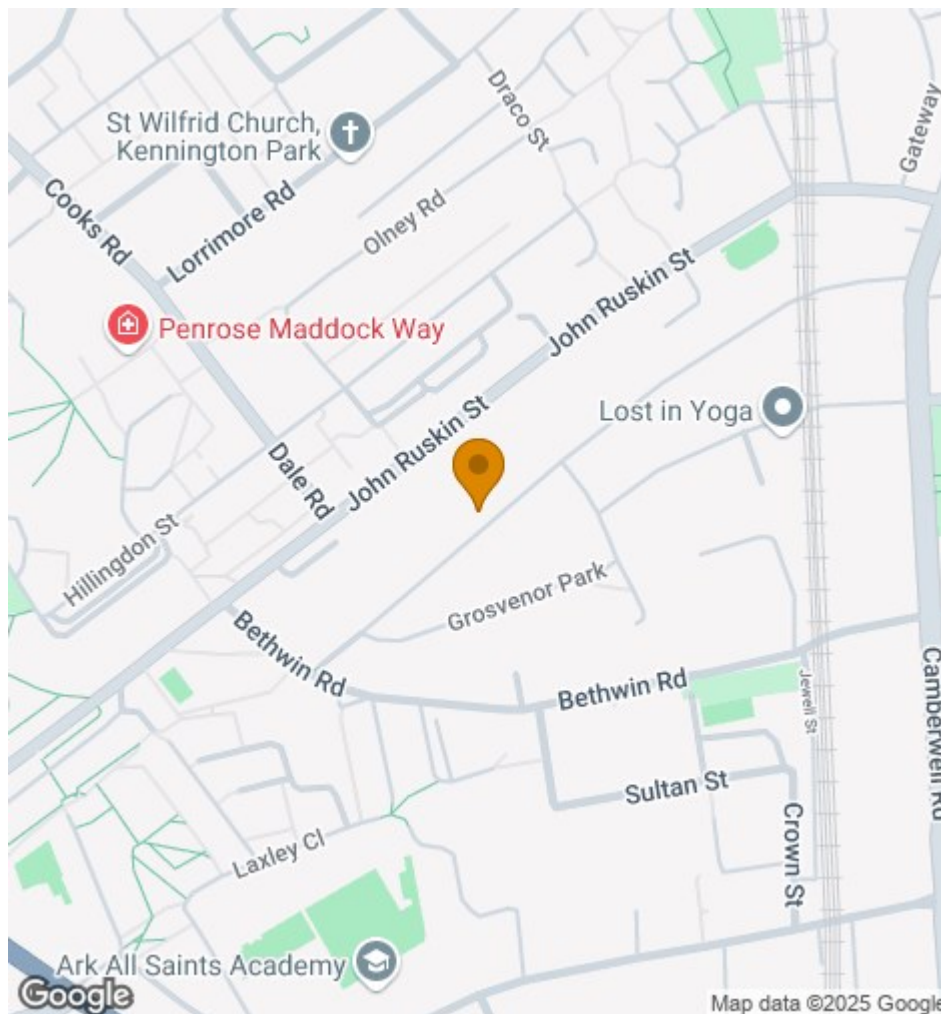 Draco St
St Wilfrid Church,
Kennington Park
Gateway
Cooks Rd
Lorrimore Rd
Olney Rd
John Ruskin St
Penrose Maddock Way
John Ruskin St
Lost in Yoga
Dale Rd
Hillingdon St
Grosvenor Park
Bethwin Rd
Bethwin Rd
Jewell St
Camberwell Rd
Sultan St
Crown St
Laxley Cl
Ark All Saints Academy
Google
Map data ©2025 Google